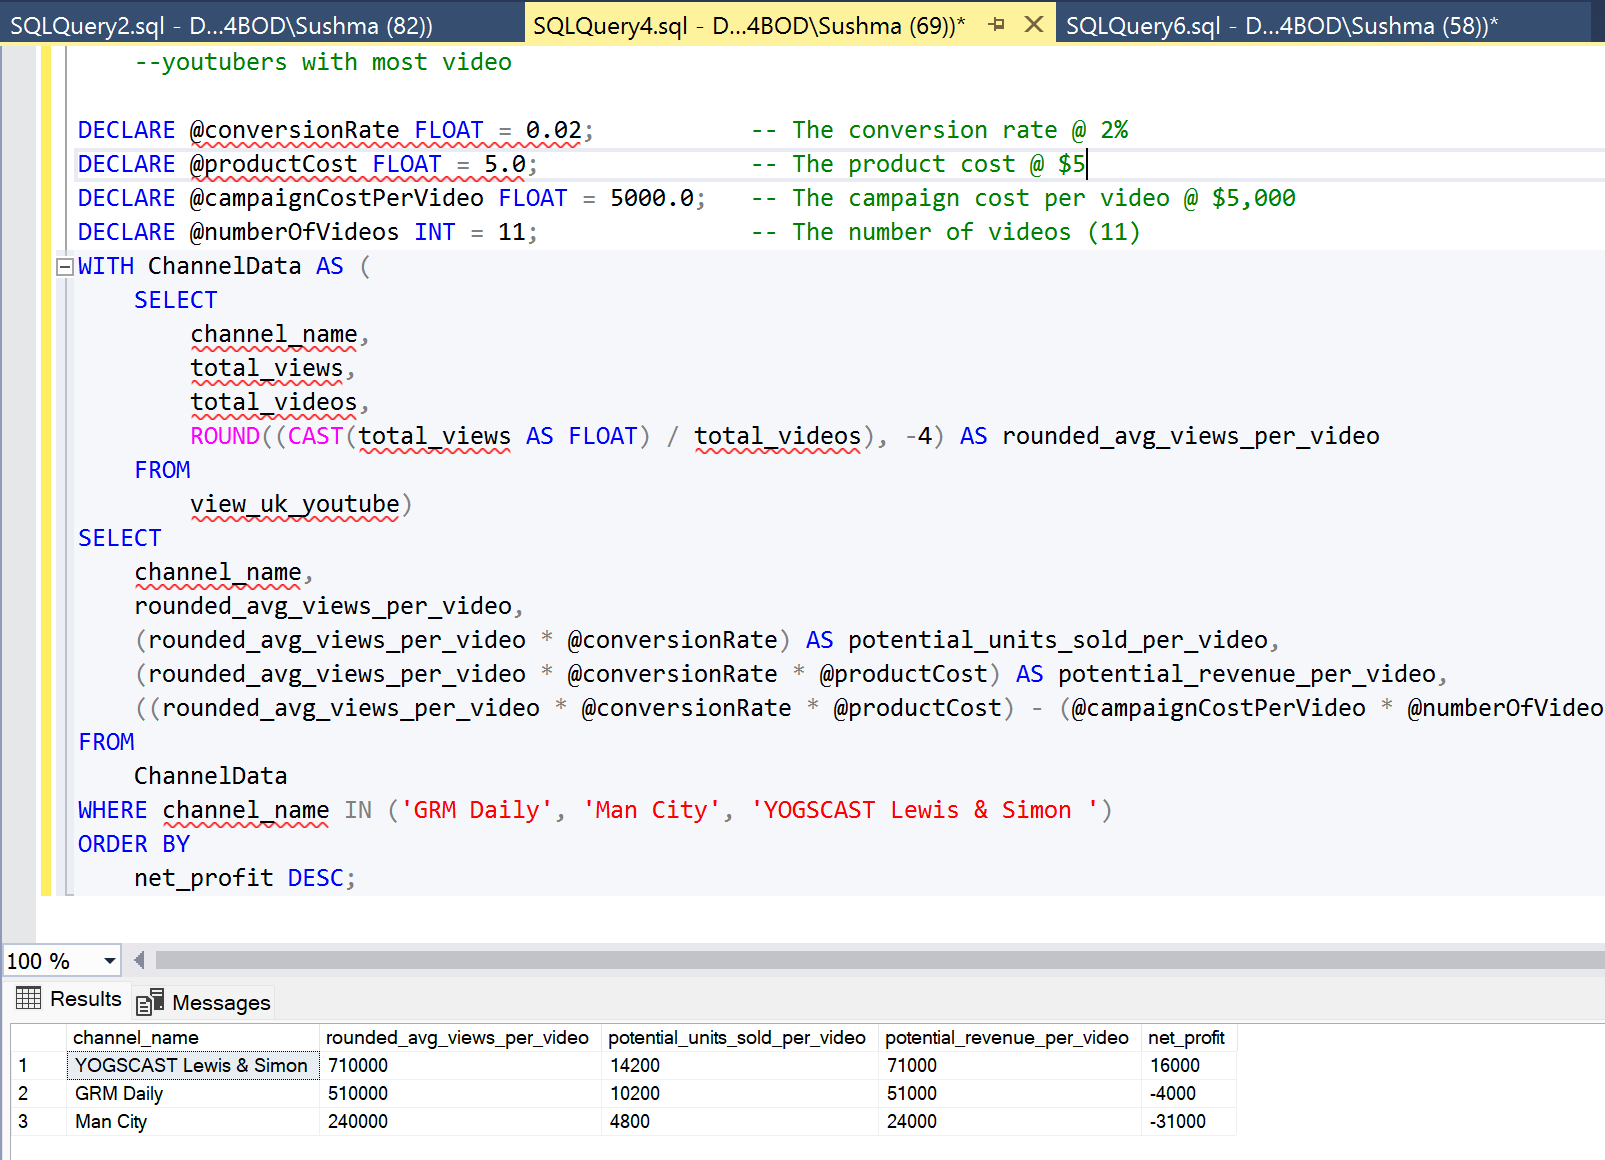 SQLQuery2.sql - D...4BOD\Sushma (82)) SQLQuery4.sql - D...4BOD\Sushma (69))* SQLQuery6.sql - D...4BOD\Sushma (58))*
--youtubers with most video
DECLARE @conversionRate FLOAT = 0.02; -- The conversion rate @ 2%
DECLARE @productCost FLOAT = 5.0; -- The product cost @ $5
DECLARE @campaignCostPerVideo FLOAT = 5000.0; -- The campaign cost per video @ $5,000
DECLARE @numberOfVideos INT = 11; -- The number of videos (11)
WITH ChannelData AS (
SELECT
channel_name,
total_views,
total_videos,
ROUND((CAST(total_views AS FLOAT) / total_videos), -4) AS rounded_avg_views_per_video
FROM
view_uk_youtube)
SELECT
channel_name,
rounded_avg_views_per_video,
(rounded_avg_views_per_video * @conversionRate) AS potential_units_sold_per_video,
(rounded_avg_views_per_video * @conversionRate * @productCost) AS potential_revenue_per_video,
((rounded_avg_views_per_video * @conversionRate * @productCost) - (@campaignCostPerVideo * @numberOfVideo
FROM
ChannelData
WHERE channel_name IN ('GRM Daily', 'Man City', 'YOGSCAST Lewis & Simon ')
ORDER BY
net_profit DESC;
100 %
Results Messages
channel_name rounded_avg_views_per_video potential_units_sold_per_video potential_revenue_per_video net_profit
1 YOGSCAST Lewis & Simon 710000 14200 71000 16000
2 GRM Daily 510000 10200 51000 -4000
3 Man City 240000 4800 24000 -31000